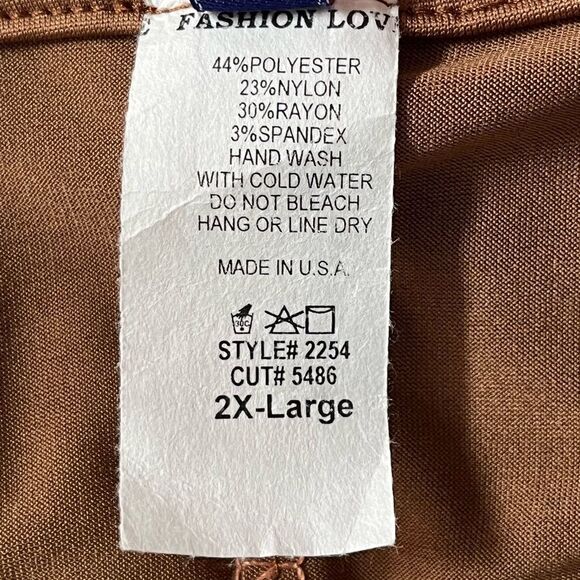 FASHION LOV
44%POLYESTER
23%NYLON
30%RAYON
3%SPANDEX
HAND WASH
WITH COLD WATER
DO NOT BLEACH
HANG OR LINE DRY
MADE IN U.S.A.
30C
STYLE# 2254
CUT# 5486
2X-Large